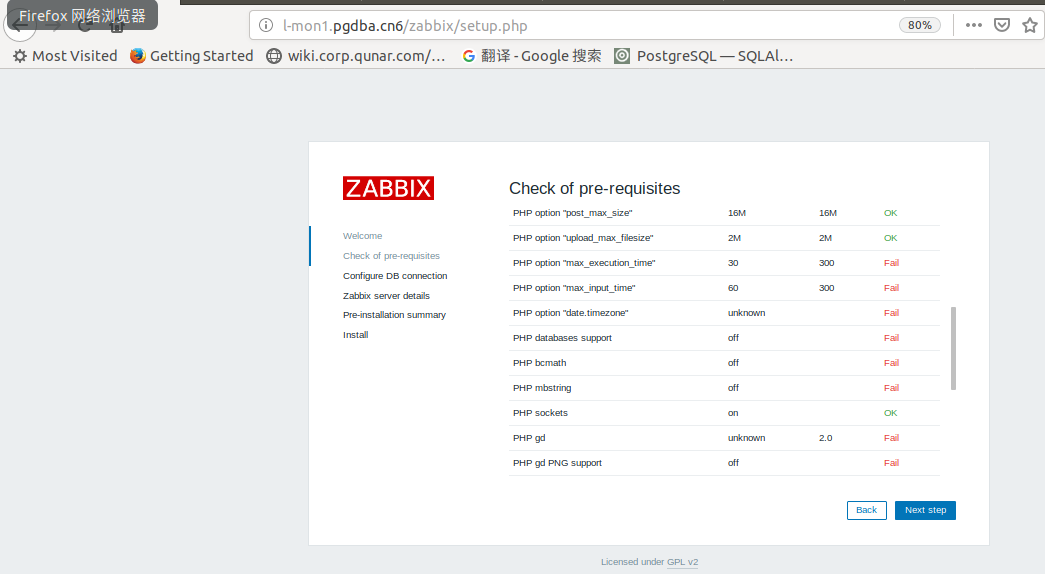 Firefox 网络浏览器
l-mon1.pgdba.cn6/zabbix/setup.php
80%
Most Visited
Getting Started
wiki.corp.qunar.com/...
翻译 - Google 搜索
PostgreSQL — SQLAl...
ZABBIX
Welcome
Check of pre-requisites
Configure DB connection
Zabbix server details
Pre-installation summary
Install
Check of pre-requisites
PHP option "post_max_size" 16M 16M OK
PHP option "upload_max_filesize" 2M 2M OK
PHP option "max_execution_time" 30 300 Fail
PHP option "max_input_time" 60 300 Fail
PHP option "date.timezone" unknown Fail
PHP databases support off Fail
PHP bcmath off Fail
PHP mbstring off Fail
PHP sockets on OK
PHP gd unknown 2.0 Fail
PHP gd PNG support off Fail
Back
Next step
Licensed under GPL v2